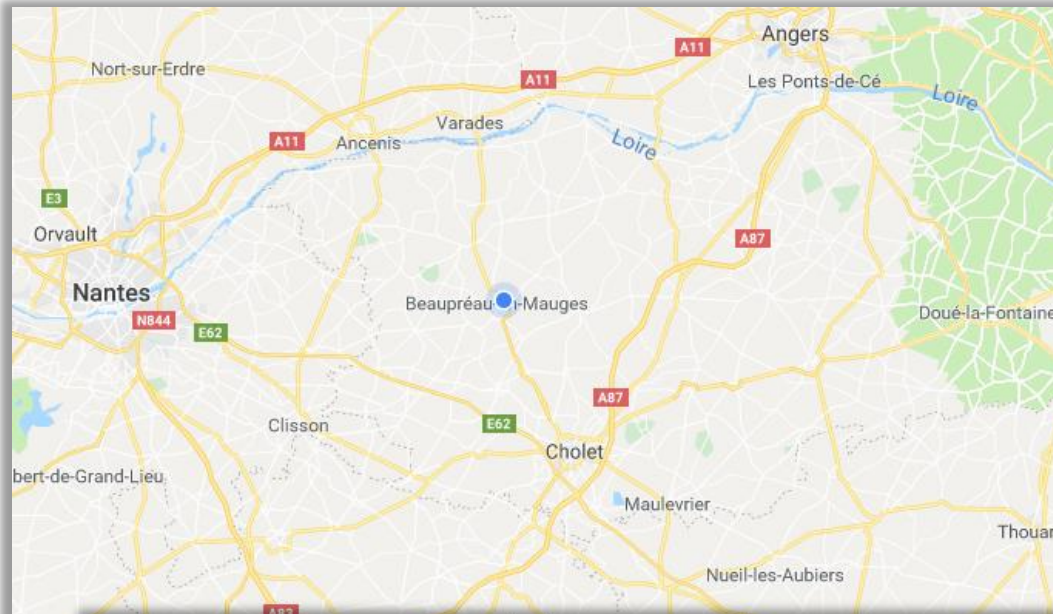 Angers
A11
Nort-sur-Erdre
A11
Les Ponts-de-Cé
Loire
Varades
A11
Ancenis
Loire
E3
Orvault
A87
Nantes
Beaupréau-
n-Mauges
Doué-la-Fontaine
N844
E62
A87
Clisson
E62
Cholet
bert-de-Grand-Lieu
Maulevrier
Thouar
Nueil-les-Aubiers
A83